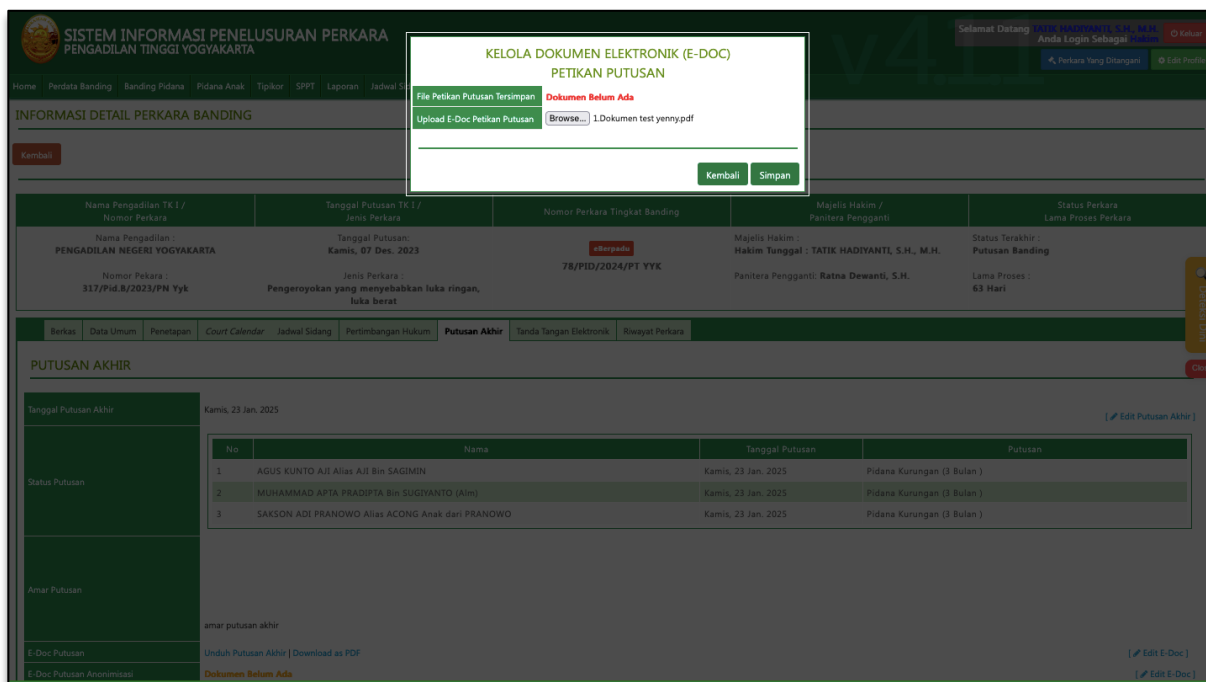 SISTEM INFORMASI PENELUSURAN PERKARA
PENGADILAN TINGGI YOGYAKARTA
Selamat Datang TATIK HADIYANTI, S.H., M.H.
Anda Login Sebagai Hakim
Keluar
Perkara Yang Ditangani
Edit Profile
Home Perdata Banding Banding Pidana Pidana Anak Tipikor SPPT Laporan Jadwal
KELOLA DOKUMEN ELEKTRONIK (E-DOC)
PETIKAN PUTUSAN
File Petikan Putusan Tersimpan Dokumen Belum Ada
Upload E-Doc Petikan Putusan Browse... 1.Dokumen test yenny.pdf
Kembali Simpan
INFORMASI DETAIL PERKARA BANDING
Kembali
Nama Pengadilan TK I /
Nomor Perkara
Tanggal Putusan TK I /
Jenis Perkara
Nomor Perkara Tingkat Banding
Majelis Hakim /
Panitera Pengganti
Status Perkara
Lama Proses Perkara
Nama Pengadilan :
PENGADILAN NEGERI YOGYAKARTA
Nomor Pekara :
317/Pid.B/2023/PN Yyk
Tanggal Putusan:
Kamis, 07 Des. 2023
Jenis Perkara :
Pengeroyokan yang menyebabkan luka ringan,
luka berat
eBerpadu
78/PID/2024/PT YYK
Majelis Hakim :
Hakim Tunggal : TATIK HADIYANTI, S.H., M.H.
Panitera Pengganti: Ratna Dewanti, S.H.
Status Terakhir :
Putusan Banding
Lama Proses :
63 Hari
Berkas Data Umum Penetapan Court Calendar Jadwal Sidang Pertimbangan Hukum Putusan Akhir Tanda Tangan Elektronik Riwayat Perkara
PUTUSAN AKHIR
Tanggal Putusan Akhir Kamis, 23 Jan. 2025 [ Edit Putusan Akhir ]
Status Putusan
No Nama Tanggal Putusan Putusan
1 AGUS KUNTO AJI Alias AJI Bin SAGIMIN Kamis, 23 Jan. 2025 Pidana Kurungan (3 Bulan )
2 MUHAMMAD APTA PRADIPTA Bin SUGIYANTO (Alm) Kamis, 23 Jan. 2025 Pidana Kurungan (3 Bulan )
3 SAKSON ADI PRANOWO Alias ACONG Anak dari PRANOWO Kamis, 23 Jan. 2025 Pidana Kurungan (3 Bulan )
Amar Putusan
amar putusan akhir
E-Doc Putusan Unduh Putusan Akhir | Download as PDF [ Edit E-Doc ]
E-Doc Putusan Anonimisasi Dokumen Belum Ada [ Edit E-Doc ]